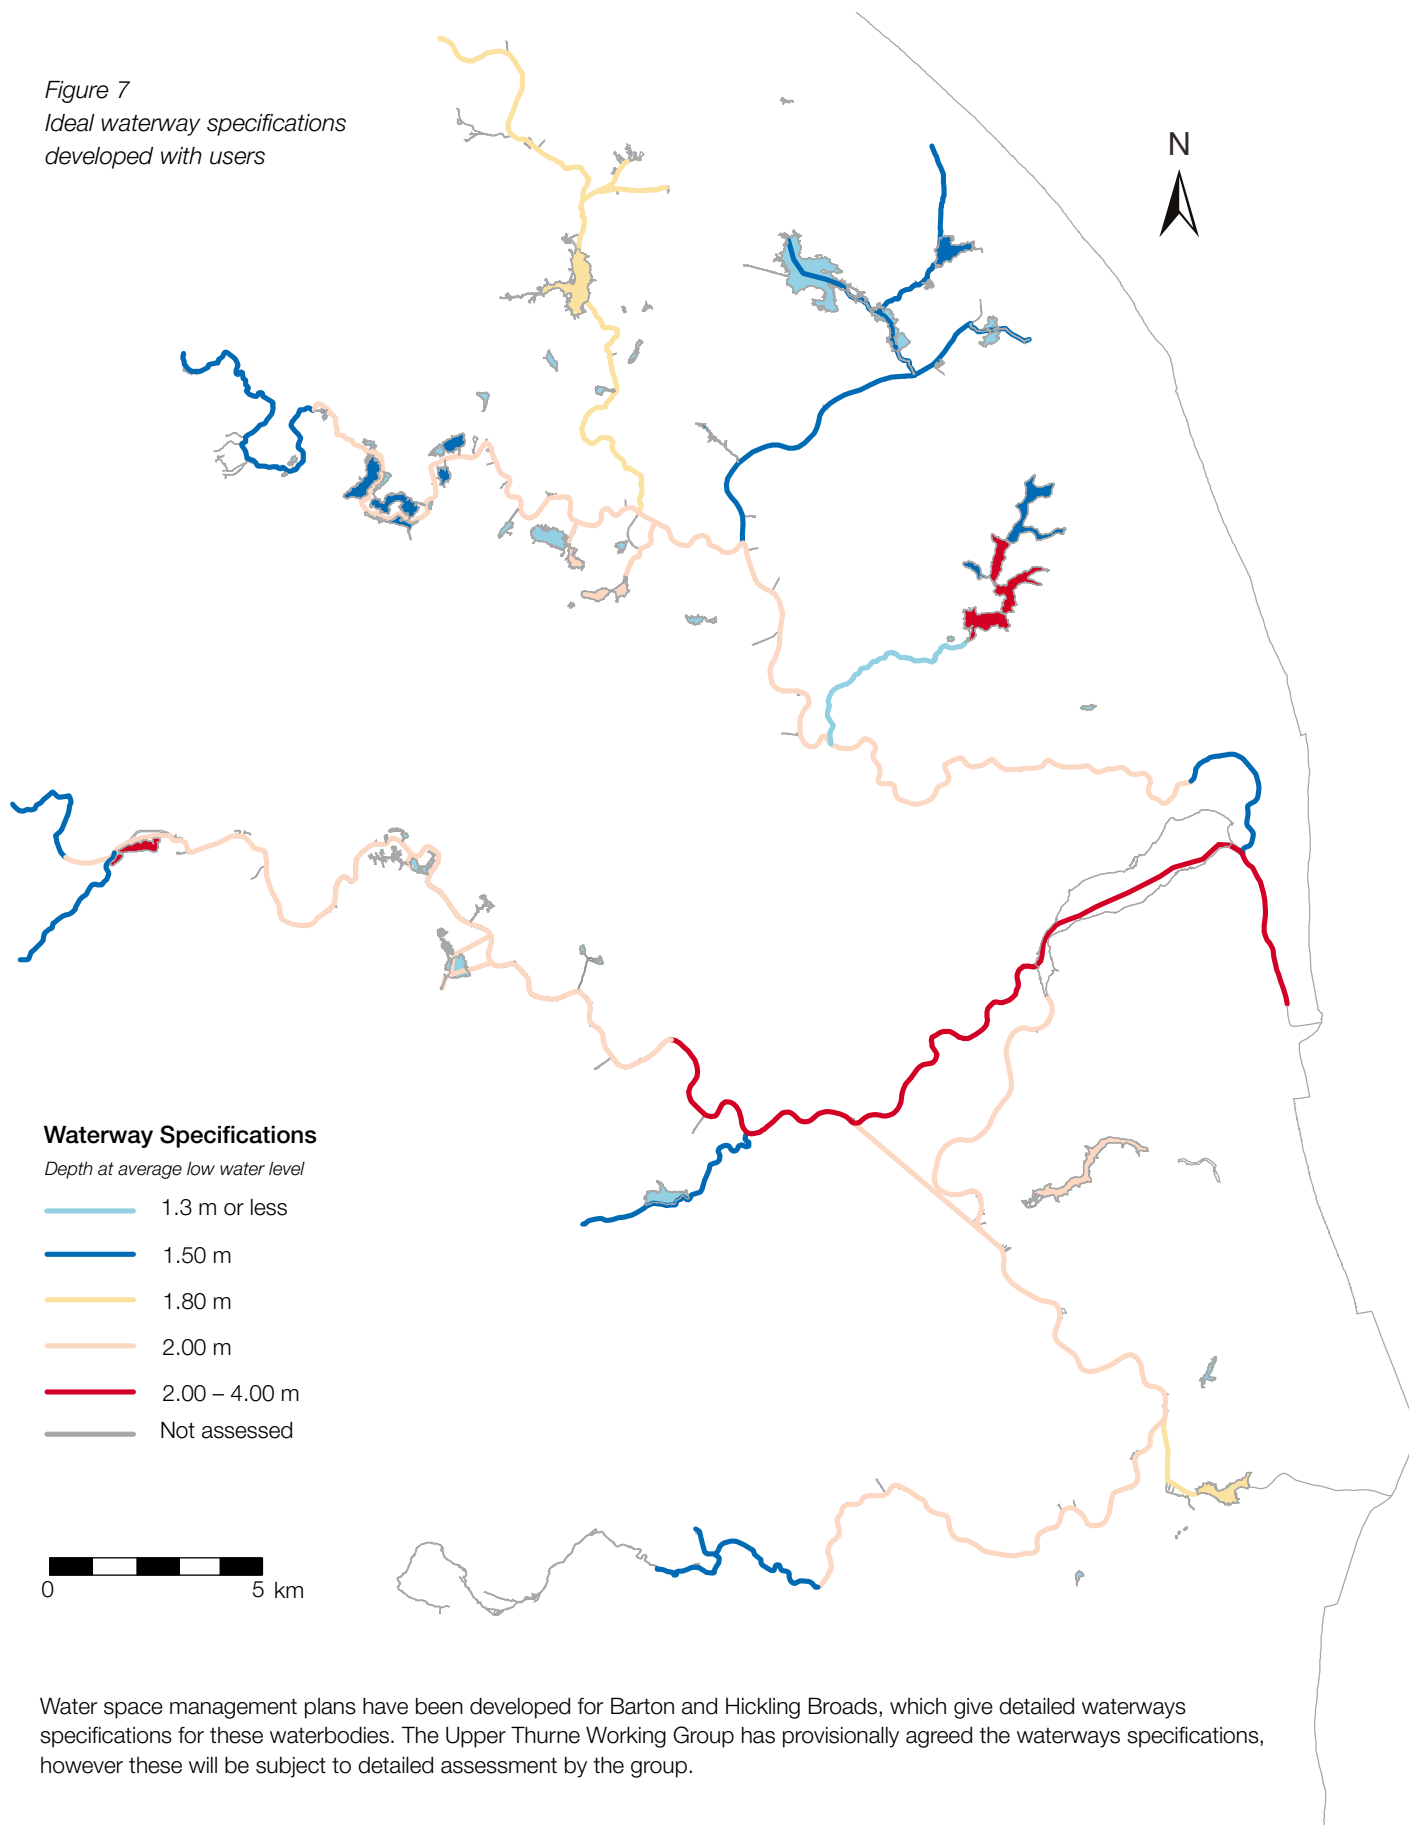 Figure 7
Ideal waterway specifications
developed with users
N
Waterway Specifications
Depth at average low water level
1.3 m or less
1.50 m
1.80 m
2.00 m
2.00 – 4.00 m
Not assessed
0 5 km
Water space management plans have been developed for Barton and Hickling Broads, which give detailed waterways
specifications for these waterbodies. The Upper Thurne Working Group has provisionally agreed the waterways specifications,
however these will be subject to detailed assessment by the group.